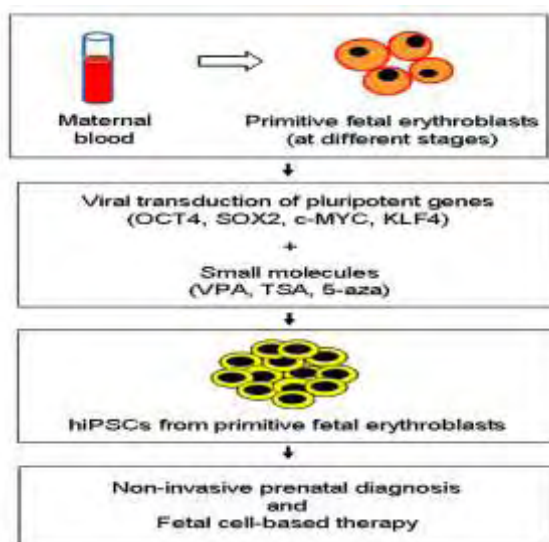 Maternal
blood
Primitive fetal erythroblasts
(at different stages)
Viral transduction of pluripotent genes
(OCT4, SOX2, c-MYC, KLF4)
+
Small molecules
(VPA, TSA, 5-aza)
hiPSCs from primitive fetal erythroblasts
Non-invasive prenatal diagnosis
and
Fetal cell-based therapy